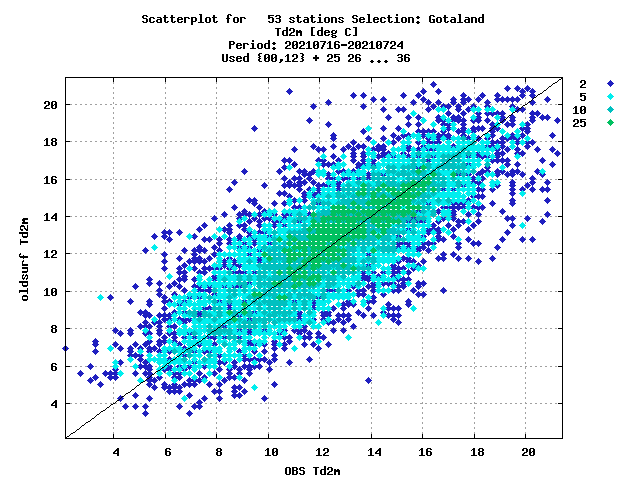 Scatterplot for   53 stations Selection: Gotaland
Td2m [deg C]
Period: 20210716-20210724
Used {00,12} + 25 26 ... 36
2
5
10
25
20
18
16
14
12
10
8
6
4
oldsurf Td2m
4 6 8 10 12 14 16 18 20
OBS Td2m